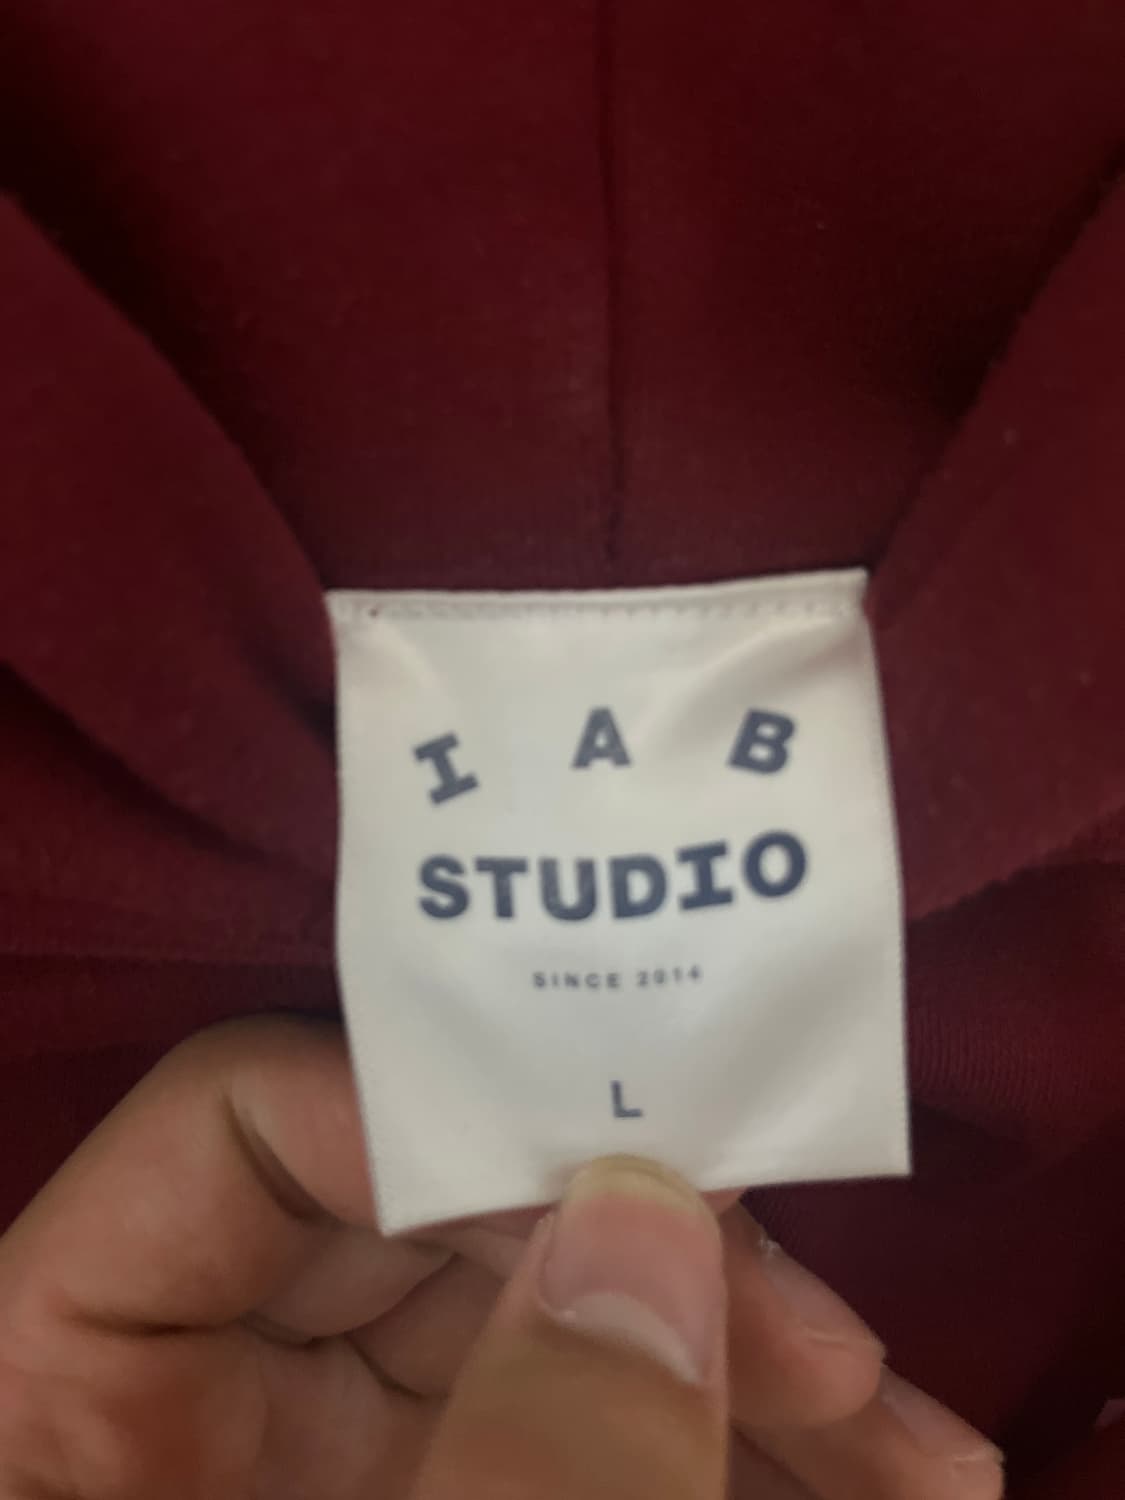 I A B
STUDIO
SINCE 2014
L